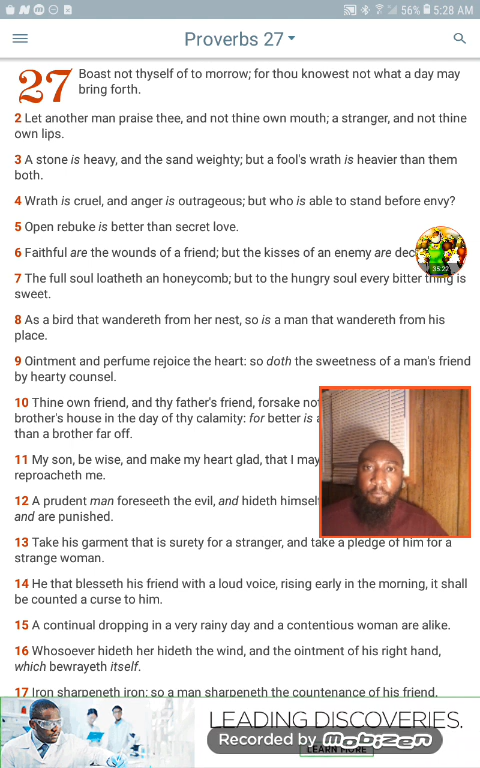 56% 5:28 AM
Proverbs 27
27 Boast not thyself of to morrow; for thou knowest not what a day may
bring forth.
2 Let another man praise thee, and not thine own mouth; a stranger, and not thine
own lips.
3 A stone is heavy, and the sand weighty; but a fool's wrath is heavier than them
both.
4 Wrath is cruel, and anger is outrageous; but who is able to stand before envy?
5 Open rebuke is better than secret love.
6 Faithful are the wounds of a friend; but the kisses of an enemy are
35:22
7 The full soul loatheth an honeycomb; but to the hungry soul every bitter thing is
sweet.
8 As a bird that wandereth from her nest, so is a man that wandereth from his
place.
9 Ointment and perfume rejoice the heart: so doth the sweetness of a man's friend
by hearty counsel.
10 Thine own friend, and thy father's friend, forsake
brother's house in the day of thy calamity: for better is
than a brother far off.
11 My son, be wise, and make my heart glad, that I may
reproacheth me.
12 A prudent man foreseeth the evil, and hideth
and are punished.
13 Take his garment that is surety for a stranger, and take a pledge of him for a
strange woman.
14 He that blesseth his friend with a loud voice, rising early in the morning, it shall
be counted a curse to him.
15 A continual dropping in a very rainy day and a contentious woman are alike.
16 Whosoever hideth her hideth the wind, and the ointment of his right hand,
which bewrayeth itself.
17 Iron sharpeneth iron; so a man sharpeneth the countenance of his friend.
LEADING DISCOVERIES.
Recorded by Mobizen
LEARN MORE